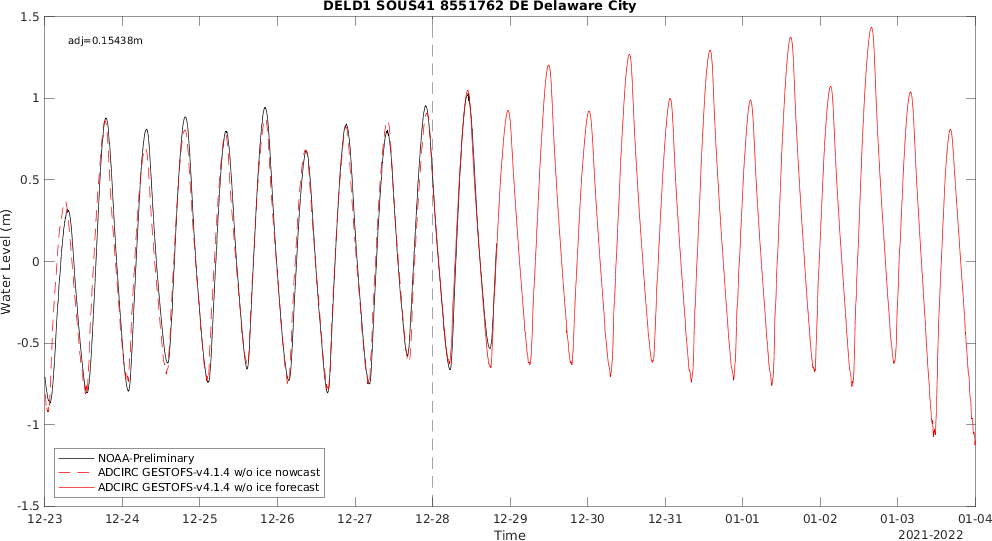 DELD1 SOUS41 8551762 DE Delaware City
adj=0.15438m
1.5
1
0.5
0
-0.5
-1
-1.5
Water Level (m)
NOAA-Preliminary
ADCIRC GESTOFS-v4.1.4 w/o ice nowcast
ADCIRC GESTOFS-v4.1.4 w/o ice forecast
12-23 12-24 12-25 12-26 12-27 12-28 12-29 12-30 12-31 01-01 01-02 01-03 01-04
Time
2021-2022